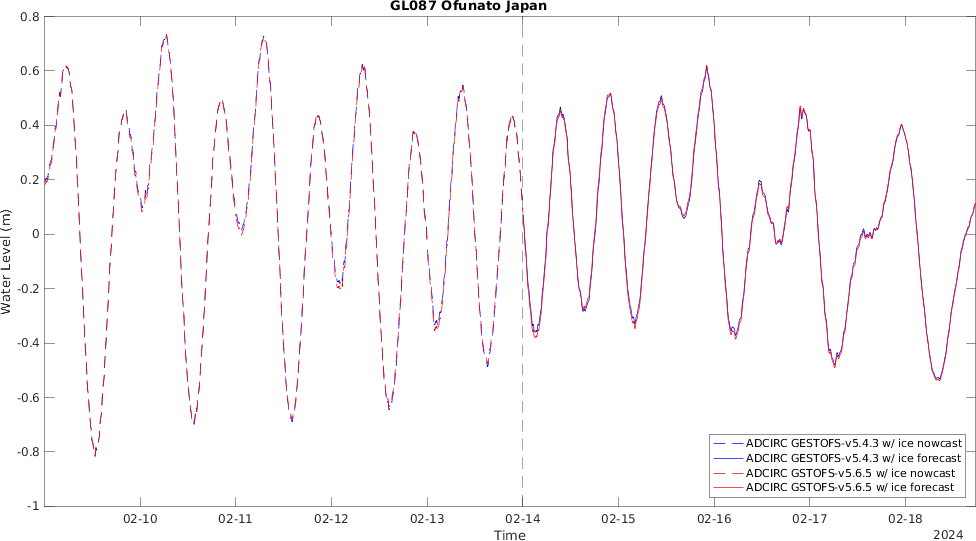 GL087 Ofunato Japan
0.8
0.6
0.4
0.2
0
-0.2
-0.4
-0.6
-0.8
-1
Water Level (m)
ADCIRC GESTOFS-v5.4.3 w/ ice nowcast
ADCIRC GESTOFS-v5.4.3 w/ ice forecast
ADCIRC GSTOFS-v5.6.5 w/ ice nowcast
ADCIRC GSTOFS-v5.6.5 w/ ice forecast
02-10 02-11 02-12 02-13 02-14 02-15 02-16 02-17 02-18
Time
2024